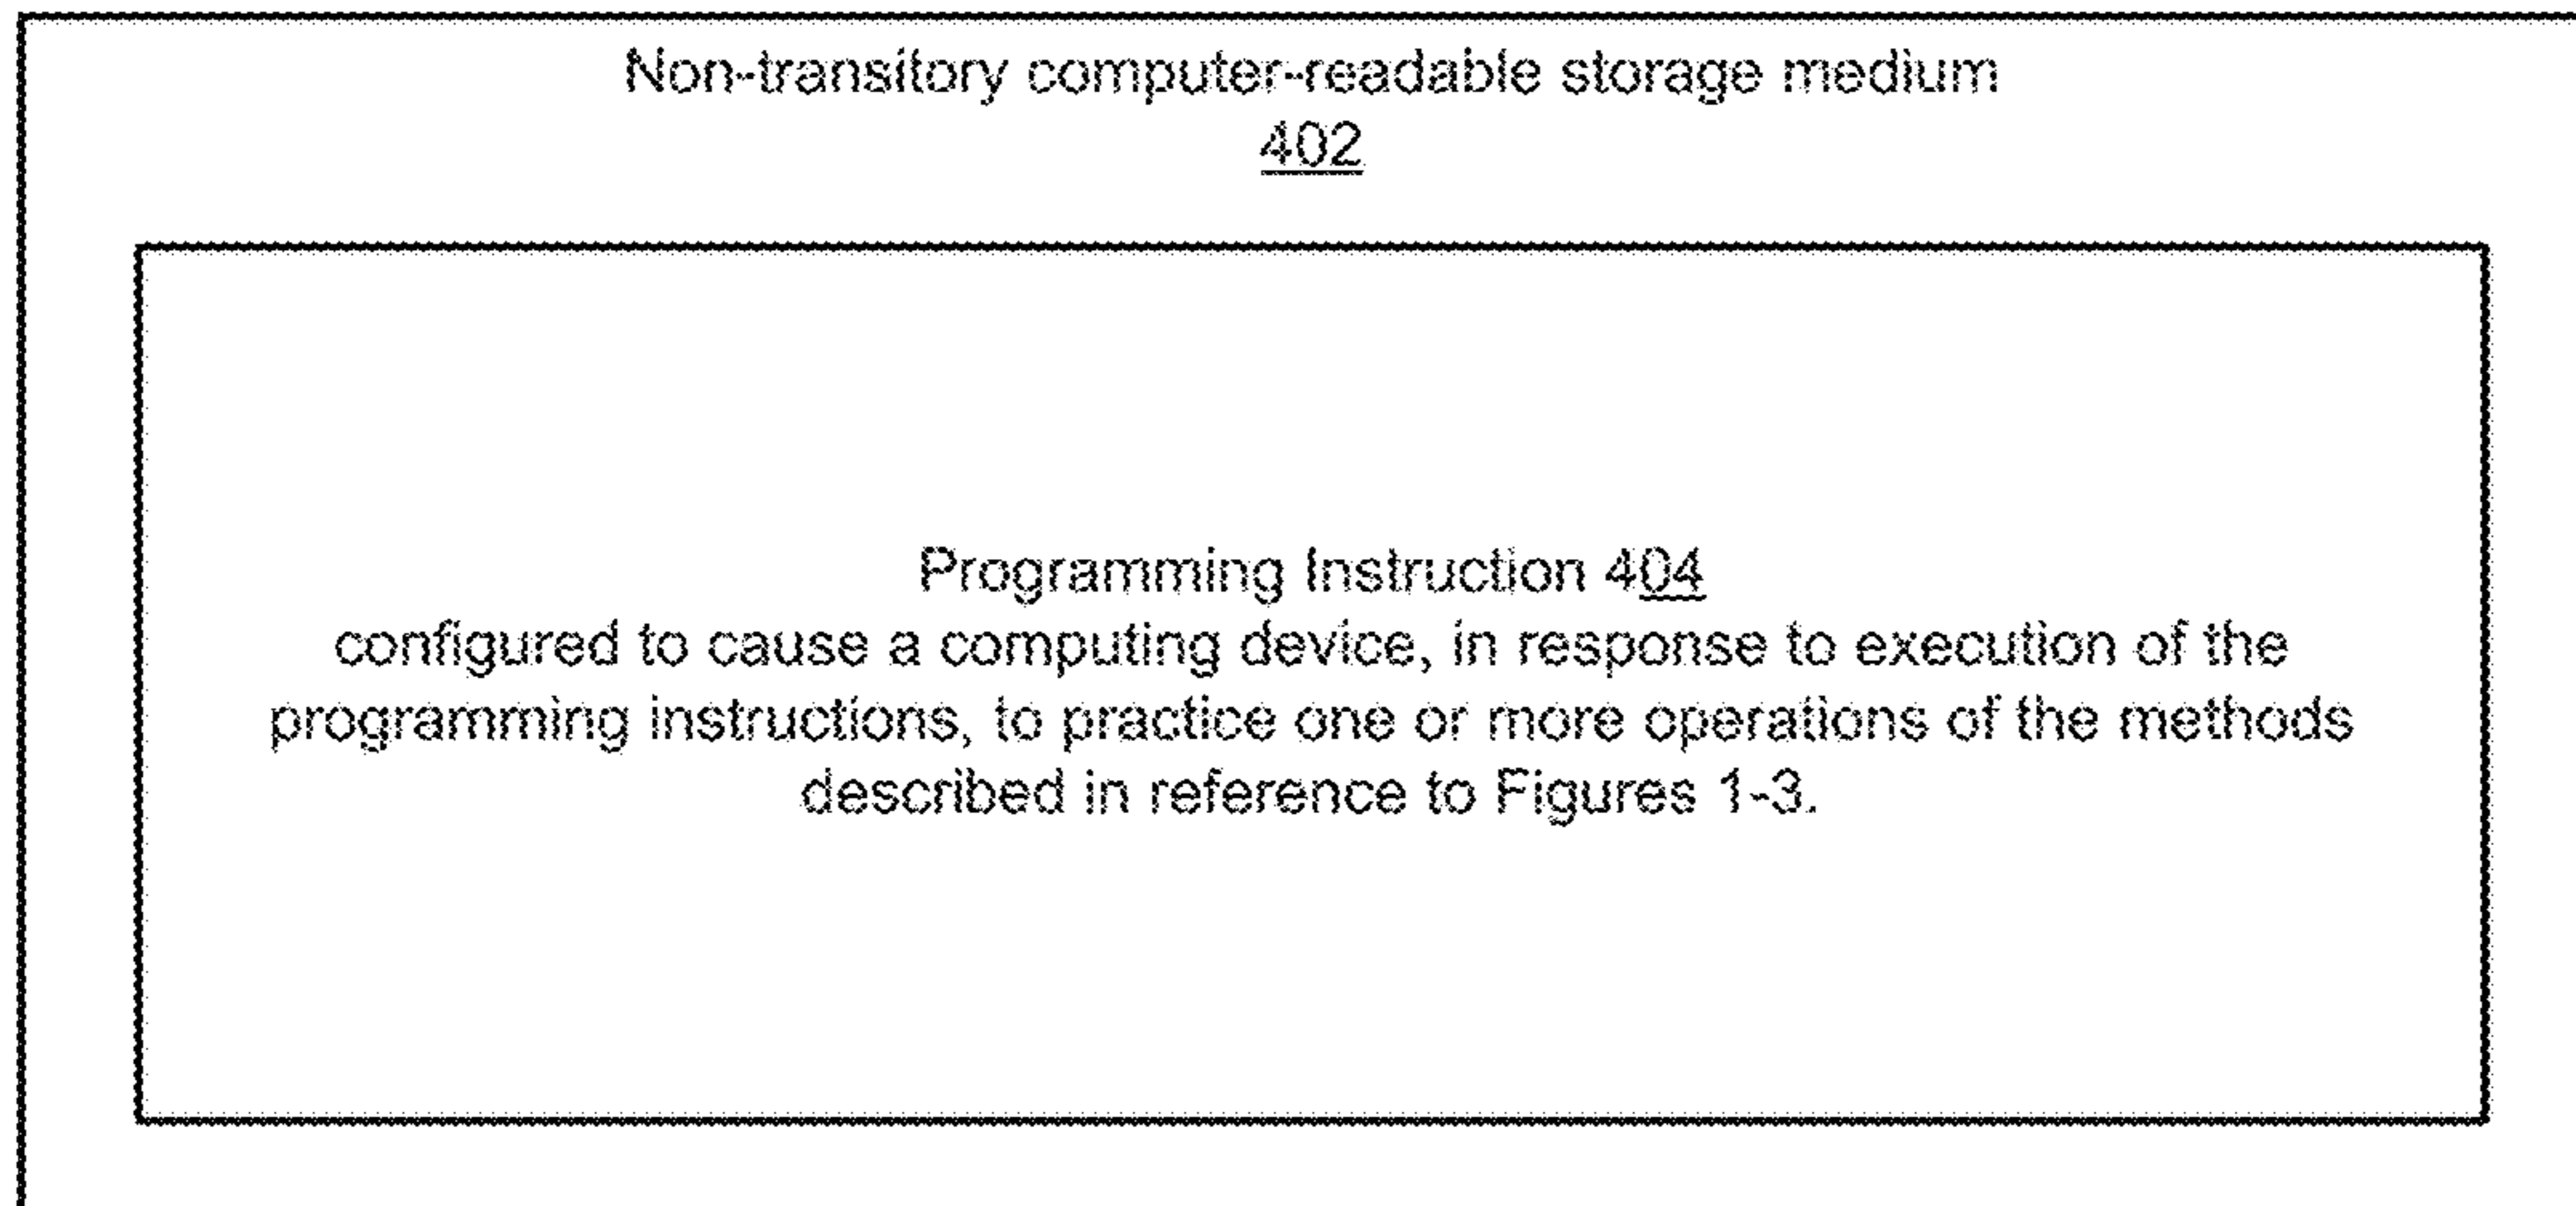 Non-transitory computer-readable storage medium
402
Programming Instruction 404
configured to cause a computing device, in response to execution of the
programming instructions, to practice one or more operations of the methods
described in reference to Figures 1-3.